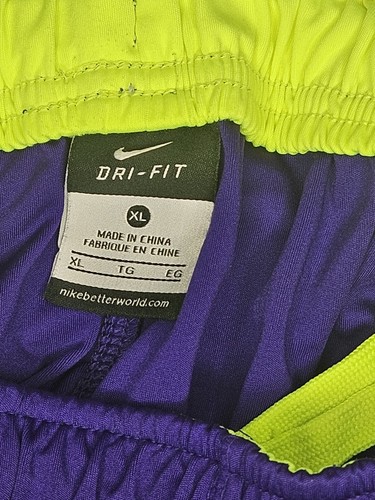 DRI-FIT
XL
MADE IN CHINA
FABRIQUE EN CHINE
XL TG EG
nikebetterworld.com